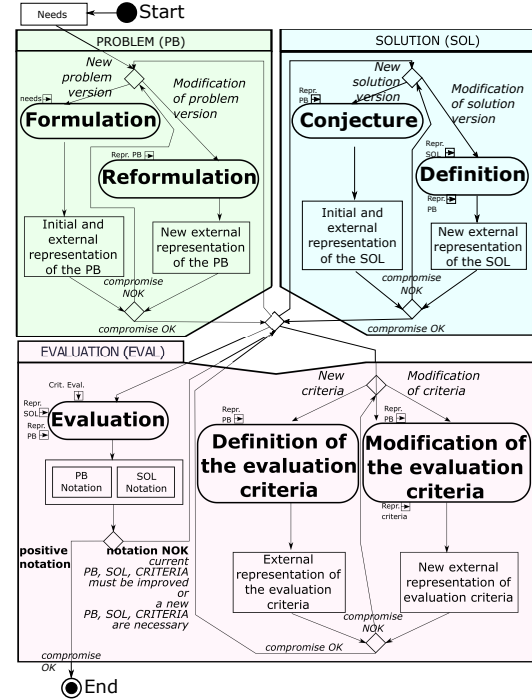 Start
Needs
PROBLEM (PB)
New
problem
version
Modification
of problem
version
needs
Formulation
Repr. PB
Reformulation
Initial and
external
representation
of the PB
New external
representation
of the PB
compromise
NOK
compromise OK
SOLUTION (SOL)
New
solution
version
Modification
of solution
version
Repr.
PB
Conjecture
Repr.
SOL
Definition
Repr.
PB
Initial and
external
representation
of the SOL
New external
representation
of the SOL
compromise
NOK
compromise OK
EVALUATION (EVAL)
Crit. Eval.
Repr.
SOL
Repr.
PB
Evaluation
PB
Notation
SOL
Notation
positive
notation
notation NOK
current
PB, SOL, CRITERIA
must be improved
or
a new
PB, SOL, CRITERIA
are necessary
New
criteria
Modification
of criteria
Repr.
PB
Definition of
the evaluation
criteria
Repr.
PB
Modification of
the evaluation
criteria
Repr.
criteria
External
representation of
the evaluation
criteria
New external
representation of
evaluation criteria
compromise
NOK
compromise OK
compromise
OK
End